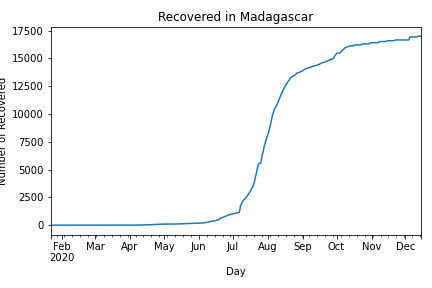 Recovered in Madagascar
Number of Recovered
17500
15000
12500
10000
7500
5000
2500
0
Feb Mar Apr May Jun Jul Aug Sep Oct Nov Dec
2020
Day